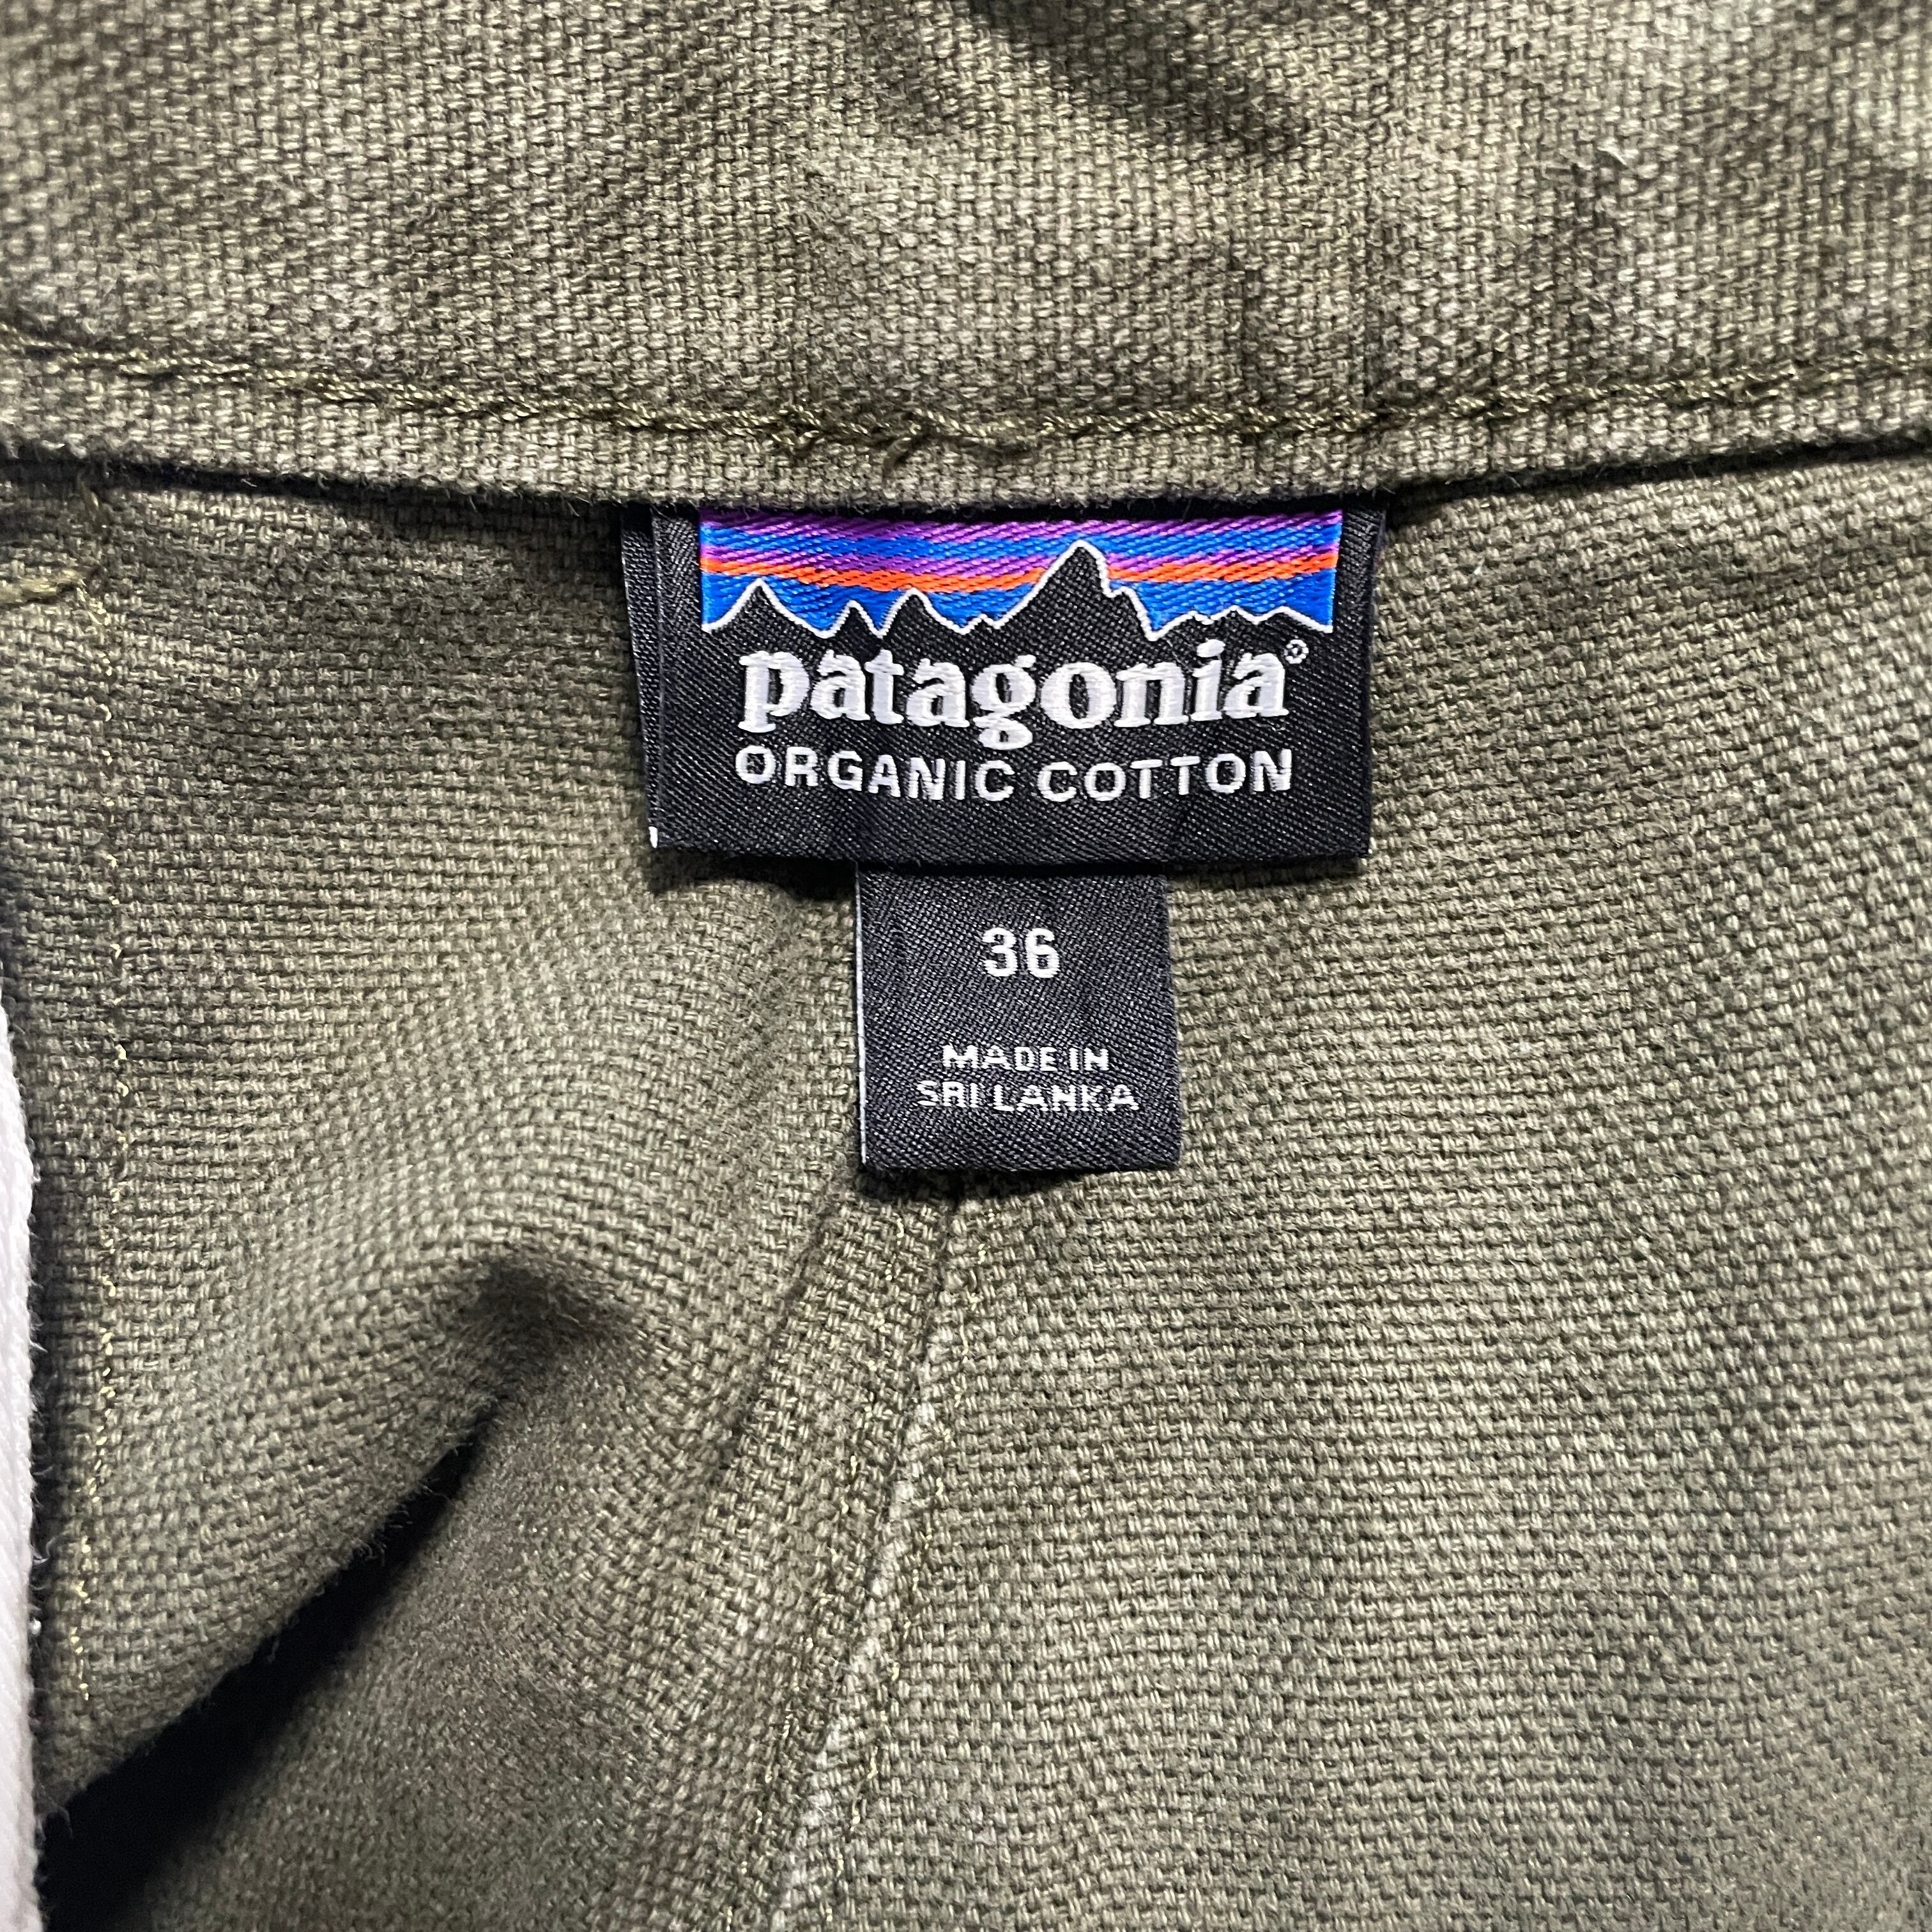 patagonia®
ORGANIC COTTON
36
MADE IN
SRI LANKA